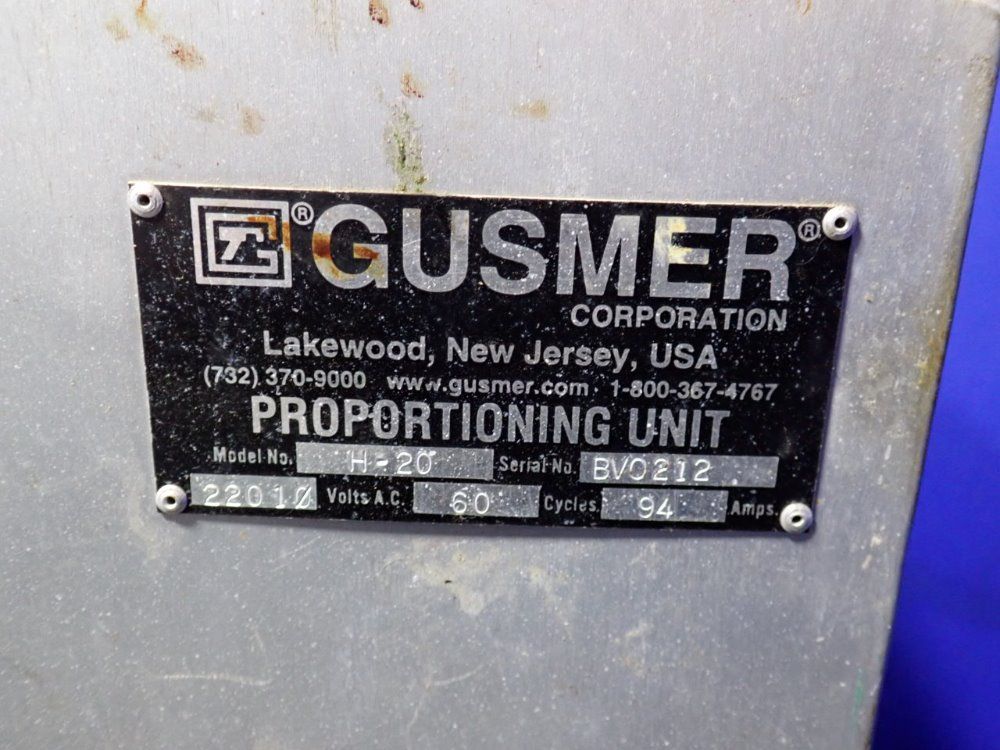 ® GUSMER®
CORPORATION
Lakewood, New Jersey, USA
(732) 370-9000 www.gusmer.com · 1-800-367-4767
PROPORTIONING UNIT
Model No. H-20 Serial No. BV0212
2201Ø Volts A.C. 60 Cycles. 94 Amps.